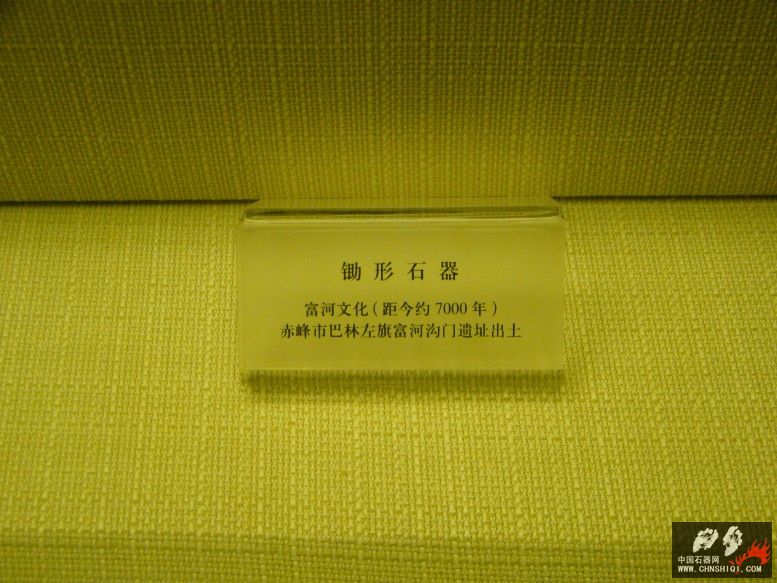 锄形石器
富河文化（距今约7000年）
赤峰市巴林左旗富河沟门遗址出土
中国石器网
WWW.CHNSHIQI.COM